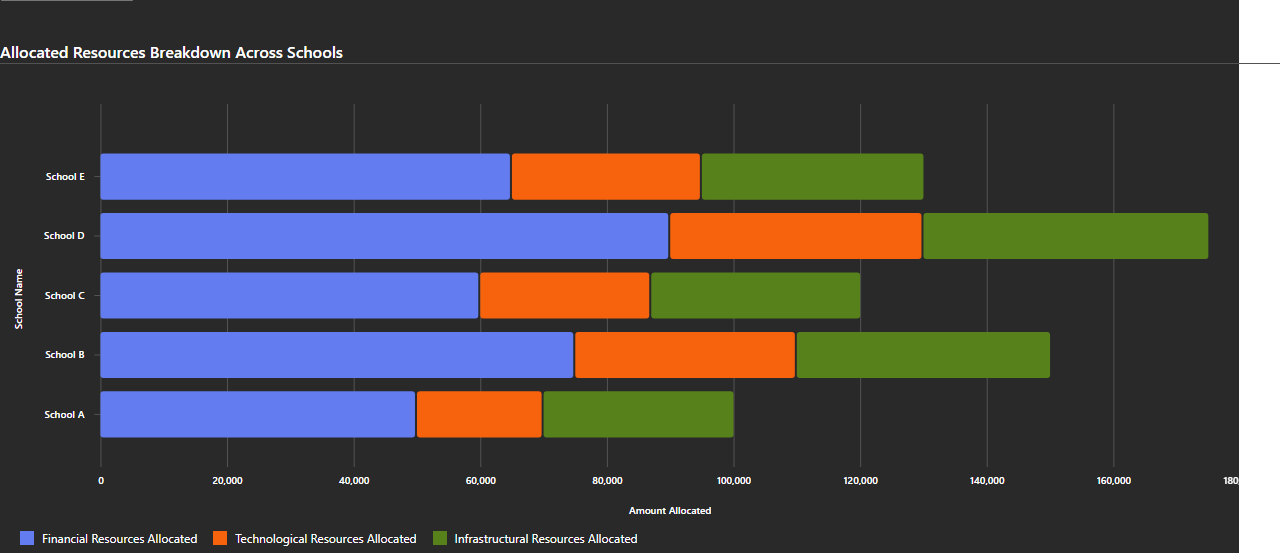 Allocated Resources Breakdown Across Schools
School E
School D
School C
School B
School A
School Name
0 20,000 40,000 60,000 80,000 100,000 120,000 140,000 160,000 180
Amount Allocated
Financial Resources Allocated Technological Resources Allocated Infrastructural Resources Allocated